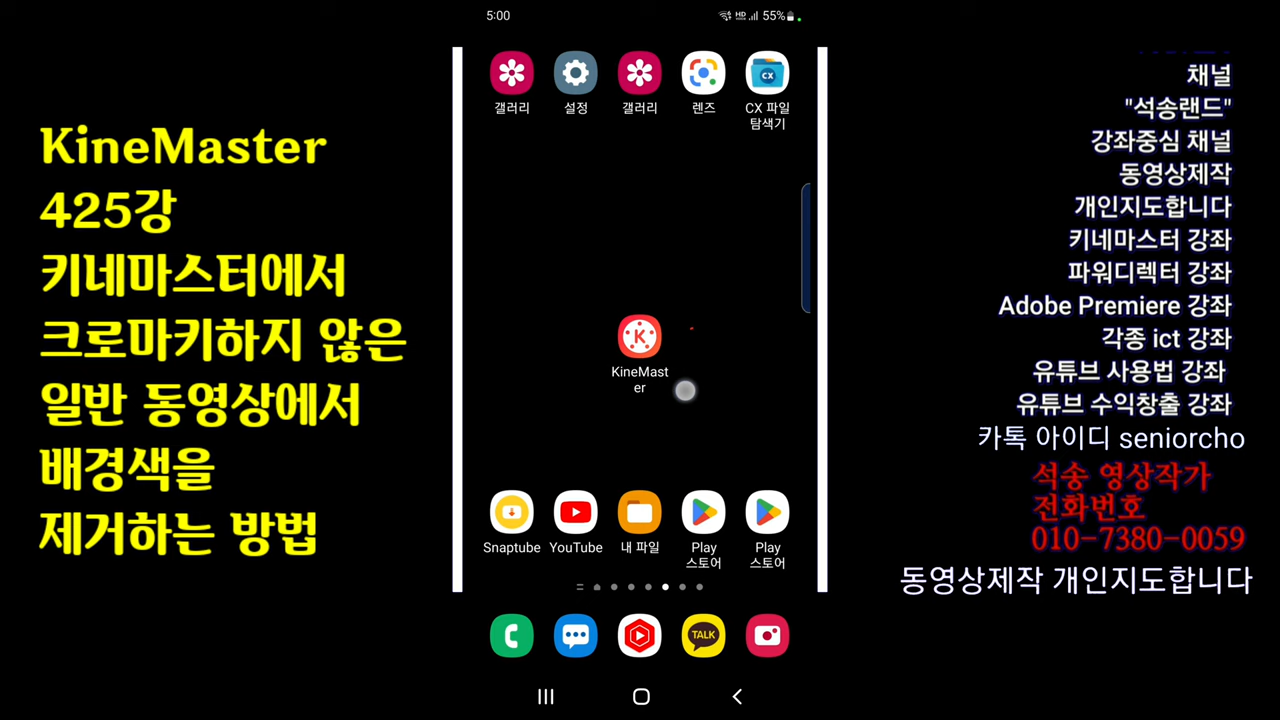 KineMaster
425강
키네마스터에서
크로마키하지 않은
일반 동영상에서
배경색을
제거하는 방법
5:00
HD
55%
갤러리
설정
갤러리
렌즈
CX
CX 파일
탐색기
K
KineMast
er
Snaptube
YouTube
내 파일
Play
스토어
Play
스토어
TALK
채널
"석송랜드"
강좌중심 채널
동영상제작
개인지도합니다
키네마스터 강좌
파워디렉터 강좌
Adobe Premiere 강좌
각종 ict 강좌
유튜브 사용법 강좌
유튜브 수익창출 강좌
카톡 아이디 seniorcho
석송 영상작가
전화번호
010-7380-0059
동영상제작 개인지도합니다